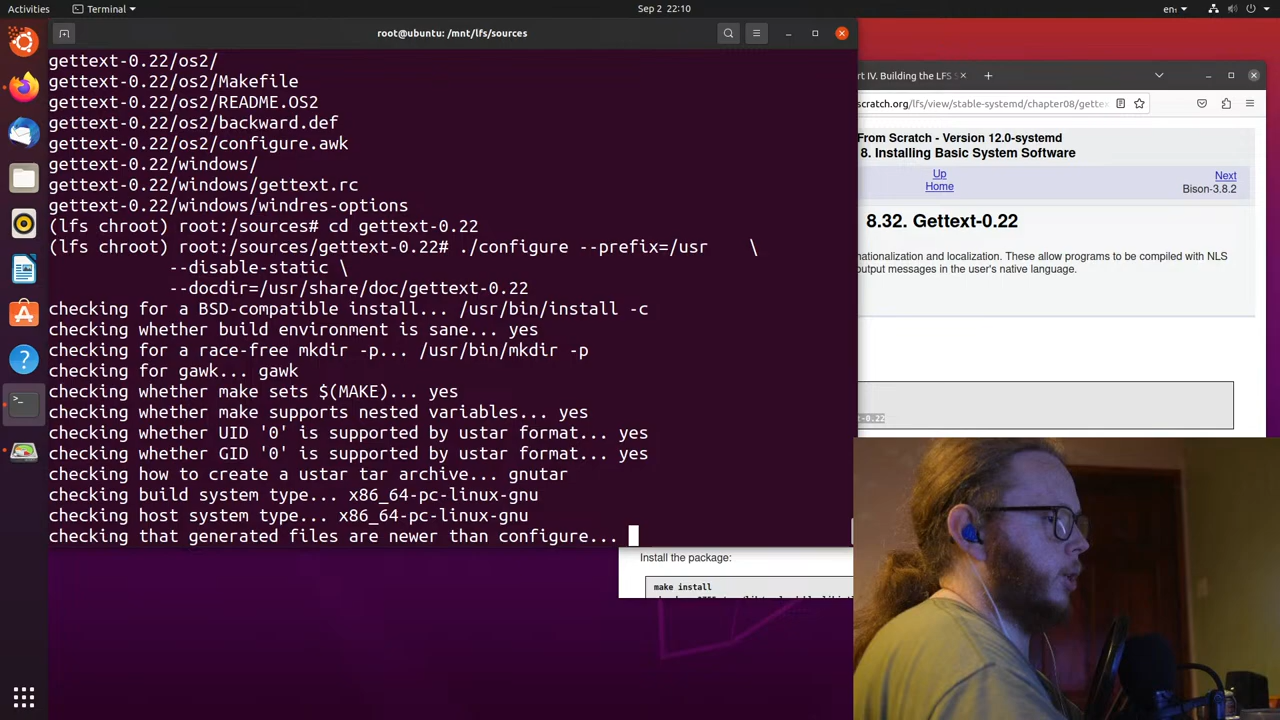 Activities
Terminal
Sep 2 22:10
en₁
root@ubuntu: /mnt/lfs/sources
gettext-0.22/os2/
gettext-0.22/os2/Makefile
gettext-0.22/os2/README.OS2
gettext-0.22/os2/backward.def
gettext-0.22/os2/configure.awk
gettext-0.22/windows/
gettext-0.22/windows/gettext.rc
gettext-0.22/windows/windres-options
(lfs chroot) root:/sources# cd gettext-0.22
(lfs chroot) root:/sources/gettext-0.22# ./configure --prefix=/usr    \
--disable-static \
--docdir=/usr/share/doc/gettext-0.22
checking for a BSD-compatible install... /usr/bin/install -c
checking whether build environment is sane... yes
checking for a race-free mkdir -p... /usr/bin/mkdir -p
checking for gawk... gawk
checking whether make sets $(MAKE)... yes
checking whether make supports nested variables... yes
checking whether UID '0' is supported by ustar format... yes
checking whether GID '0' is supported by ustar format... yes
checking how to create a ustar tar archive... gnutar
checking build system type... x86_64-pc-linux-gnu
checking host system type... x86_64-pc-linux-gnu
checking that generated files are newer than configure...
rt IV. Building the LFS
scratch.org/lfs/view/stable-systemd/chapter08/gette
From Scratch - Version 12.0-systemd
8. Installing Basic System Software
Up
Next
Home
Bison-3.8.2
8.32. Gettext-0.22
nationalization and localization. These allow programs to be compiled with NLS
output messages in the user's native language.
-0.22
Install the package:
make install